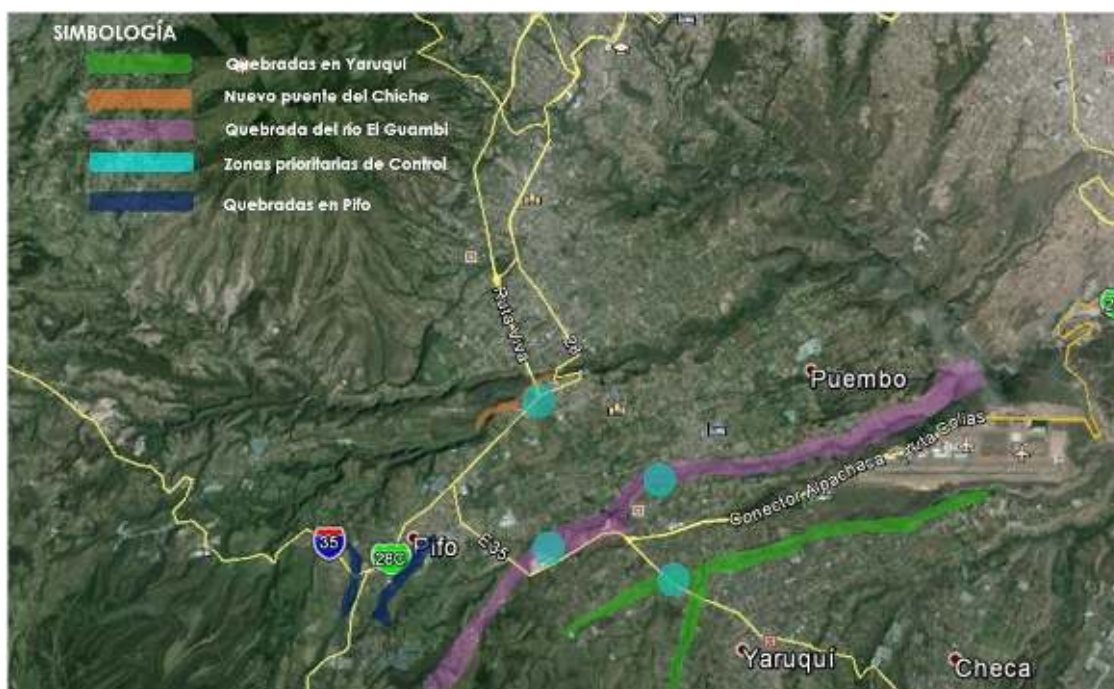 SIMBOLOGÍA
Quebradas en Yaruquí
Nuevo puente del Chiche
Quebrada del río El Guambi
Zonas prioritarias de Control
Quebradas en Pifo
Ruta Viva
28
Puembo
Conector Alpachaca - ruta Collas
35
28C
Pifo
E35
Yaruquí
Checa